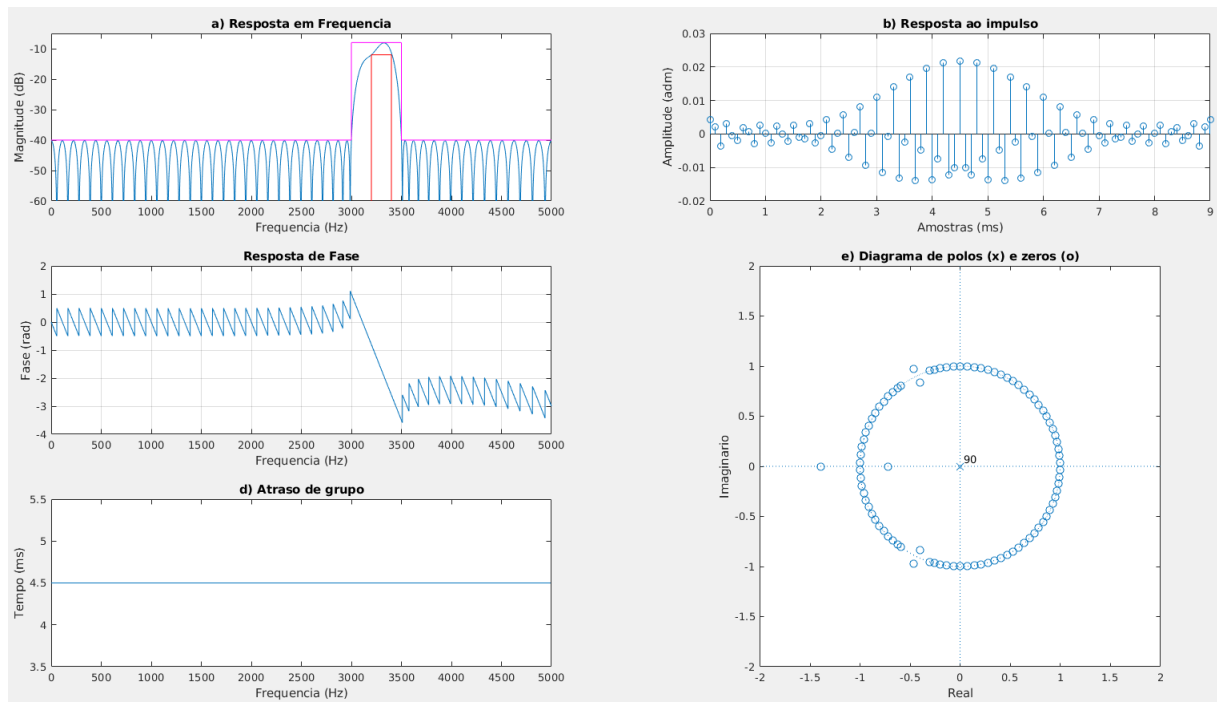 a) Resposta em Frequencia
-10
-20
-30
-40
-50
-60
Magnitude (dB)
0 500 1000 1500 2000 2500 3000 3500 4000 4500 5000
Frequencia (Hz)
b) Resposta ao impulso
0.03
0.02
0.01
0
-0.01
-0.02
Amplitude (adm)
0 1 2 3 4 5 6 7 8 9
Amostras (ms)
Resposta de Fase
2
1
0
-1
-2
-3
-4
Fase (rad)
0 500 1000 1500 2000 2500 3000 3500 4000 4500 5000
Frequencia (Hz)
d) Atraso de grupo
5.5
5
4.5
4
3.5
Tempo (ms)
0 500 1000 1500 2000 2500 3000 3500 4000 4500 5000
Frequencia (Hz)
e) Diagrama de polos (x) e zeros (o)
2
1.5
1
0.5
0
-0.5
-1
-1.5
-2
Imaginario
90
-2 -1.5 -1 -0.5 0 0.5 1 1.5 2
Real